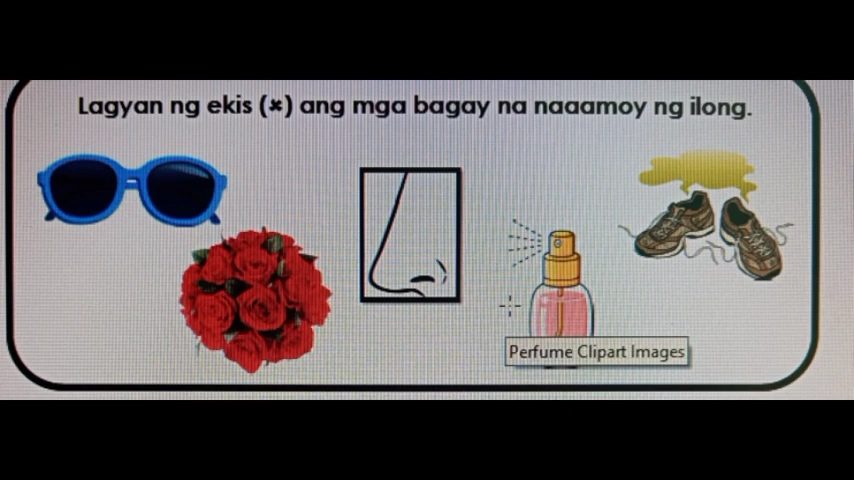 Lagyan ng ekis (×) ang mga bagay na naaamoy ng ilong.
Perfume Clipart Images